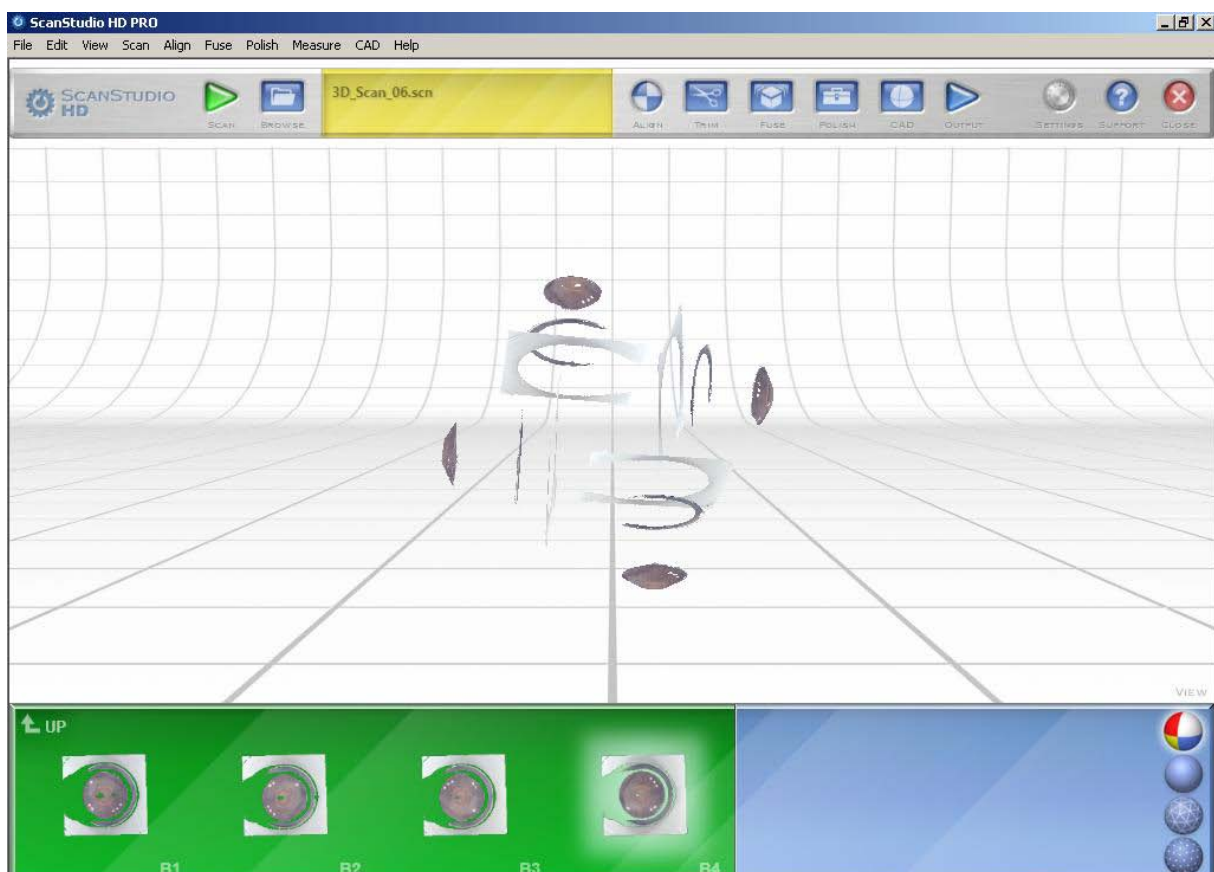 ScanStudio HD PRO
File Edit View Scan Align Fuse Polish Measure CAD Help
SCANSTUDIO
HD
SCAN BROWSE 3D_Scan_06.scn ALIGN TRIM FUSE POLISH CAD OUTPUT SETTINGS SUPPORT CLOSE
VIEW
UP
B1 B2 B3 B4